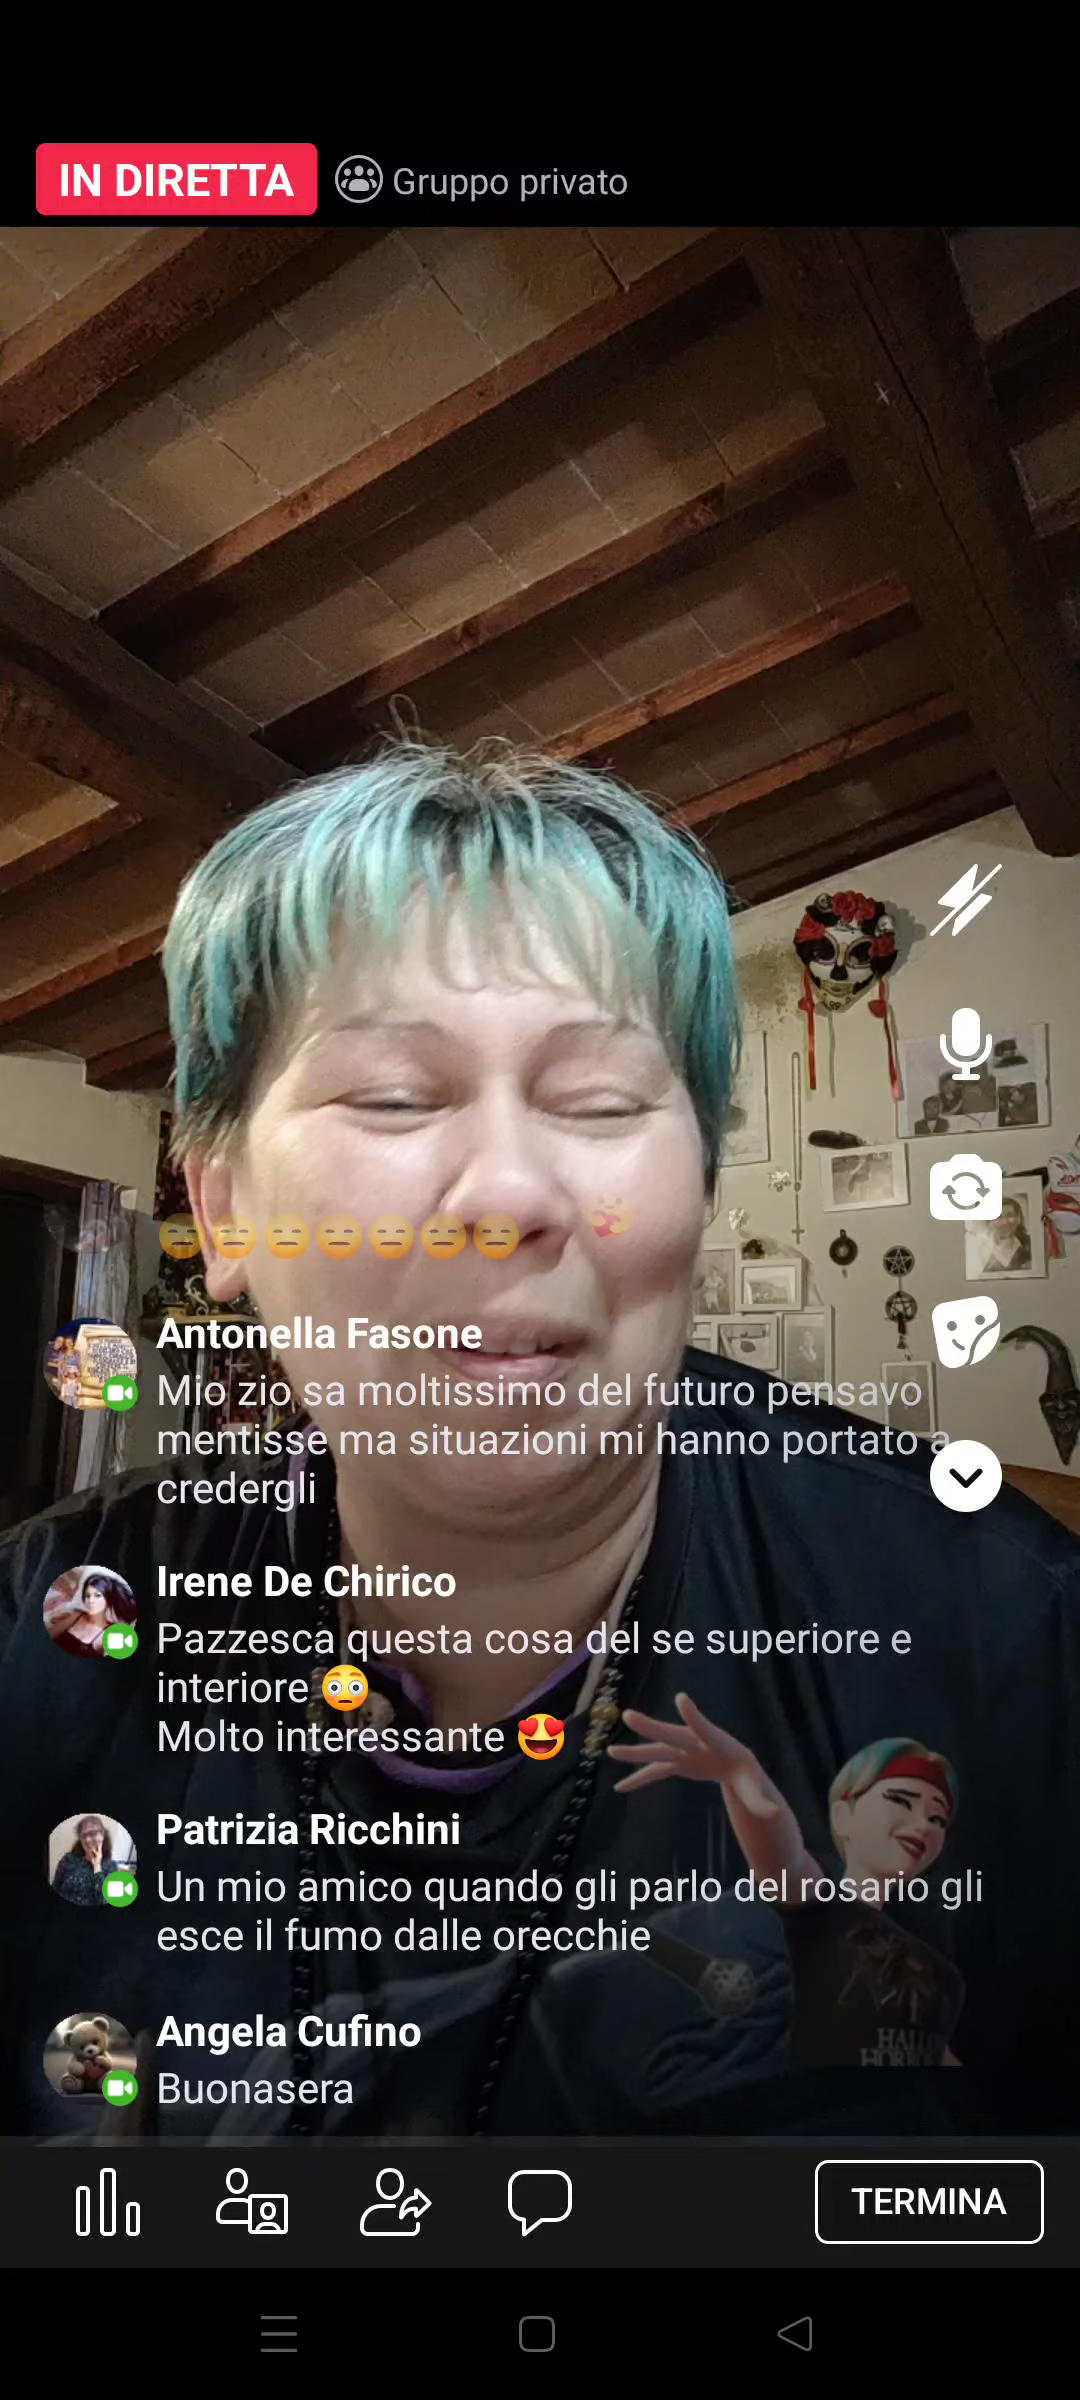 IN DIRETTA
Gruppo privato
😑😑😑😑😑😑😑 🥰
Antonella Fasone
Mio zio sa moltissimo del futuro pensavo
mentisse ma situazioni mi hanno portato a
credergli
Irene De Chirico
Pazzesca questa cosa del se superiore e
interiore 😳
Molto interessante 😍
Patrizia Ricchini
Un mio amico quando gli parlo del rosario gli
esce il fumo dalle orecchie
Angela Cufino
Buonasera
TERMINA